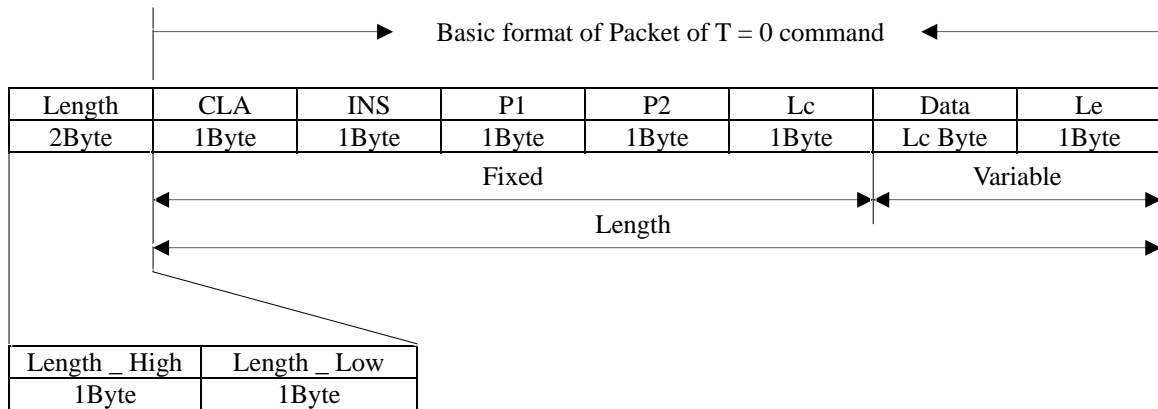 Basic format of Packet of T = 0 command
Length CLA INS P1 P2 Lc Data Le
2Byte 1Byte 1Byte 1Byte 1Byte 1Byte Lc Byte 1Byte
Fixed Variable
Length
Length _ High Length _ Low
1Byte 1Byte